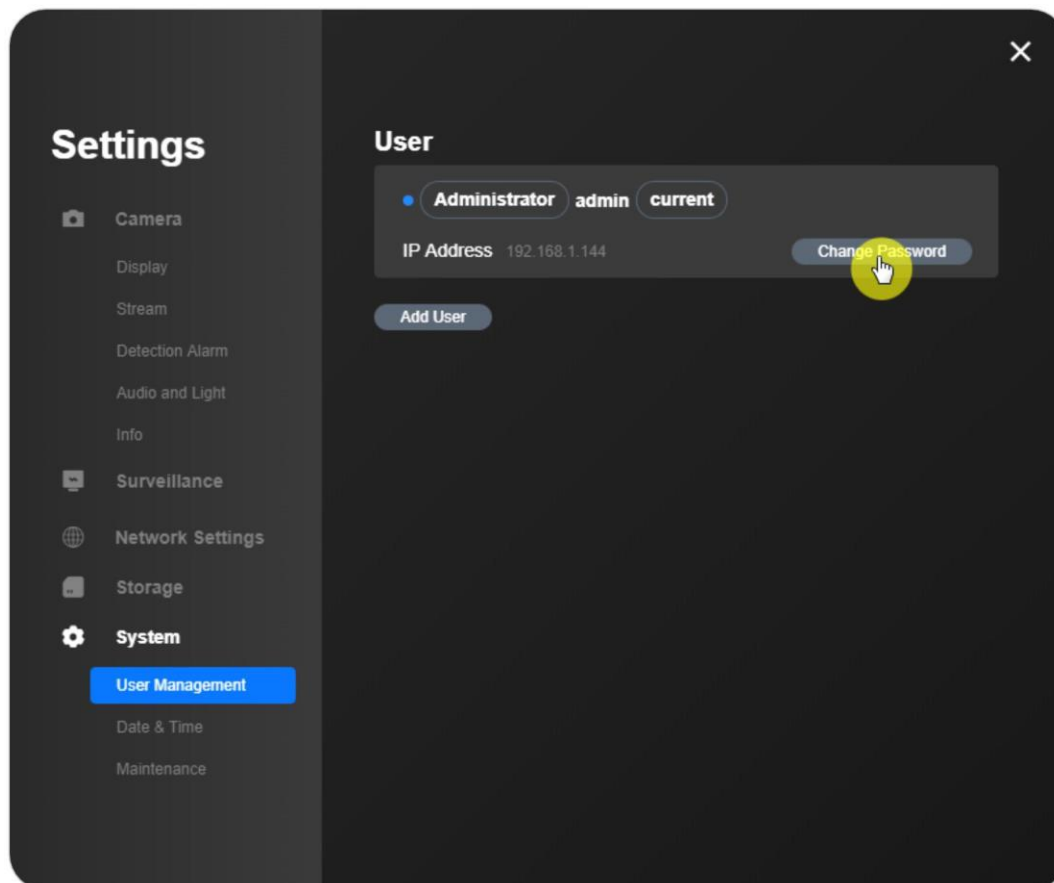 Settings
Camera
Display
Stream
Detection Alarm
Audio and Light
Info
Surveillance
Network Settings
Storage
System
User Management
Date & Time
Maintenance
User
Administrator admin current
IP Address 192.168.1.144 Change Password
Add User